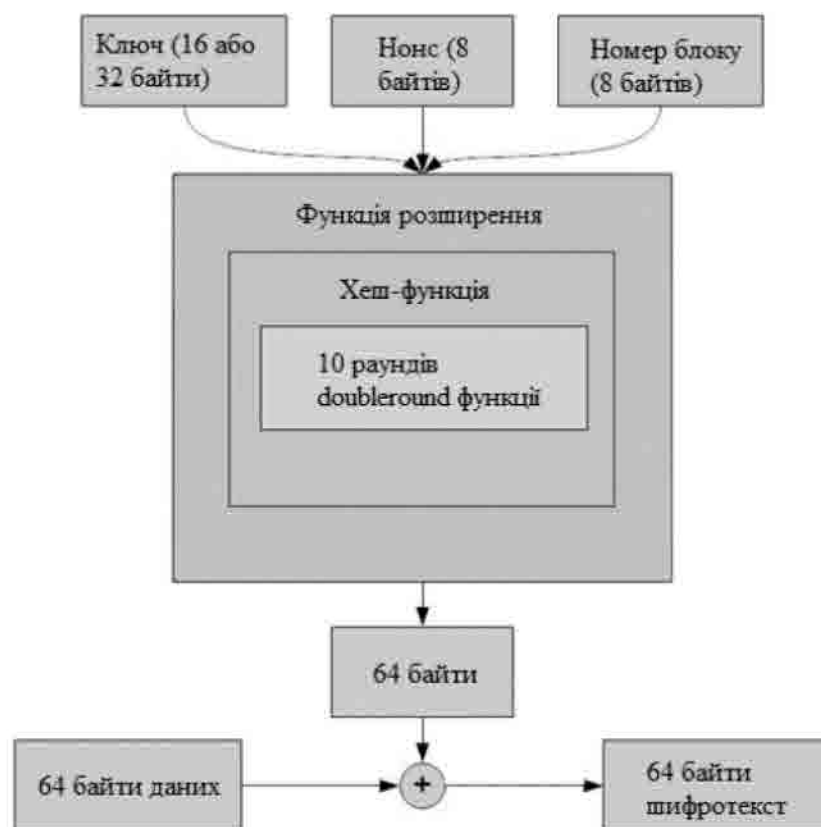 Ключ (16 або
32 байти)
Нонс (8
байтів)
Номер блоку
(8 байтів)
Функція розширення
Хеш-функція
10 раундів
doubleround функції
64 байти
64 байти даних
+
64 байти
шифротекст